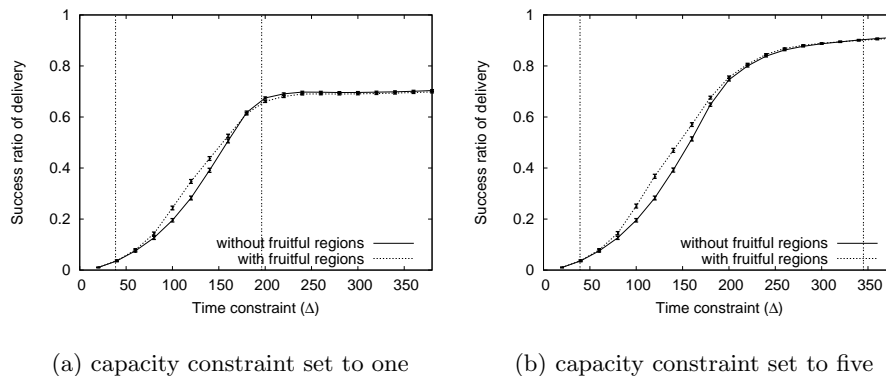 1
0.8
0.6
0.4
0.2
0
0 50 100 150 200 250 300 350
Success ratio of delivery
Time constraint (Δ)
without fruitful regions
with fruitful regions
(a) capacity constraint set to one
1
0.8
0.6
0.4
0.2
0
0 50 100 150 200 250 300 350
Success ratio of delivery
Time constraint (Δ)
without fruitful regions
with fruitful regions
(b) capacity constraint set to five